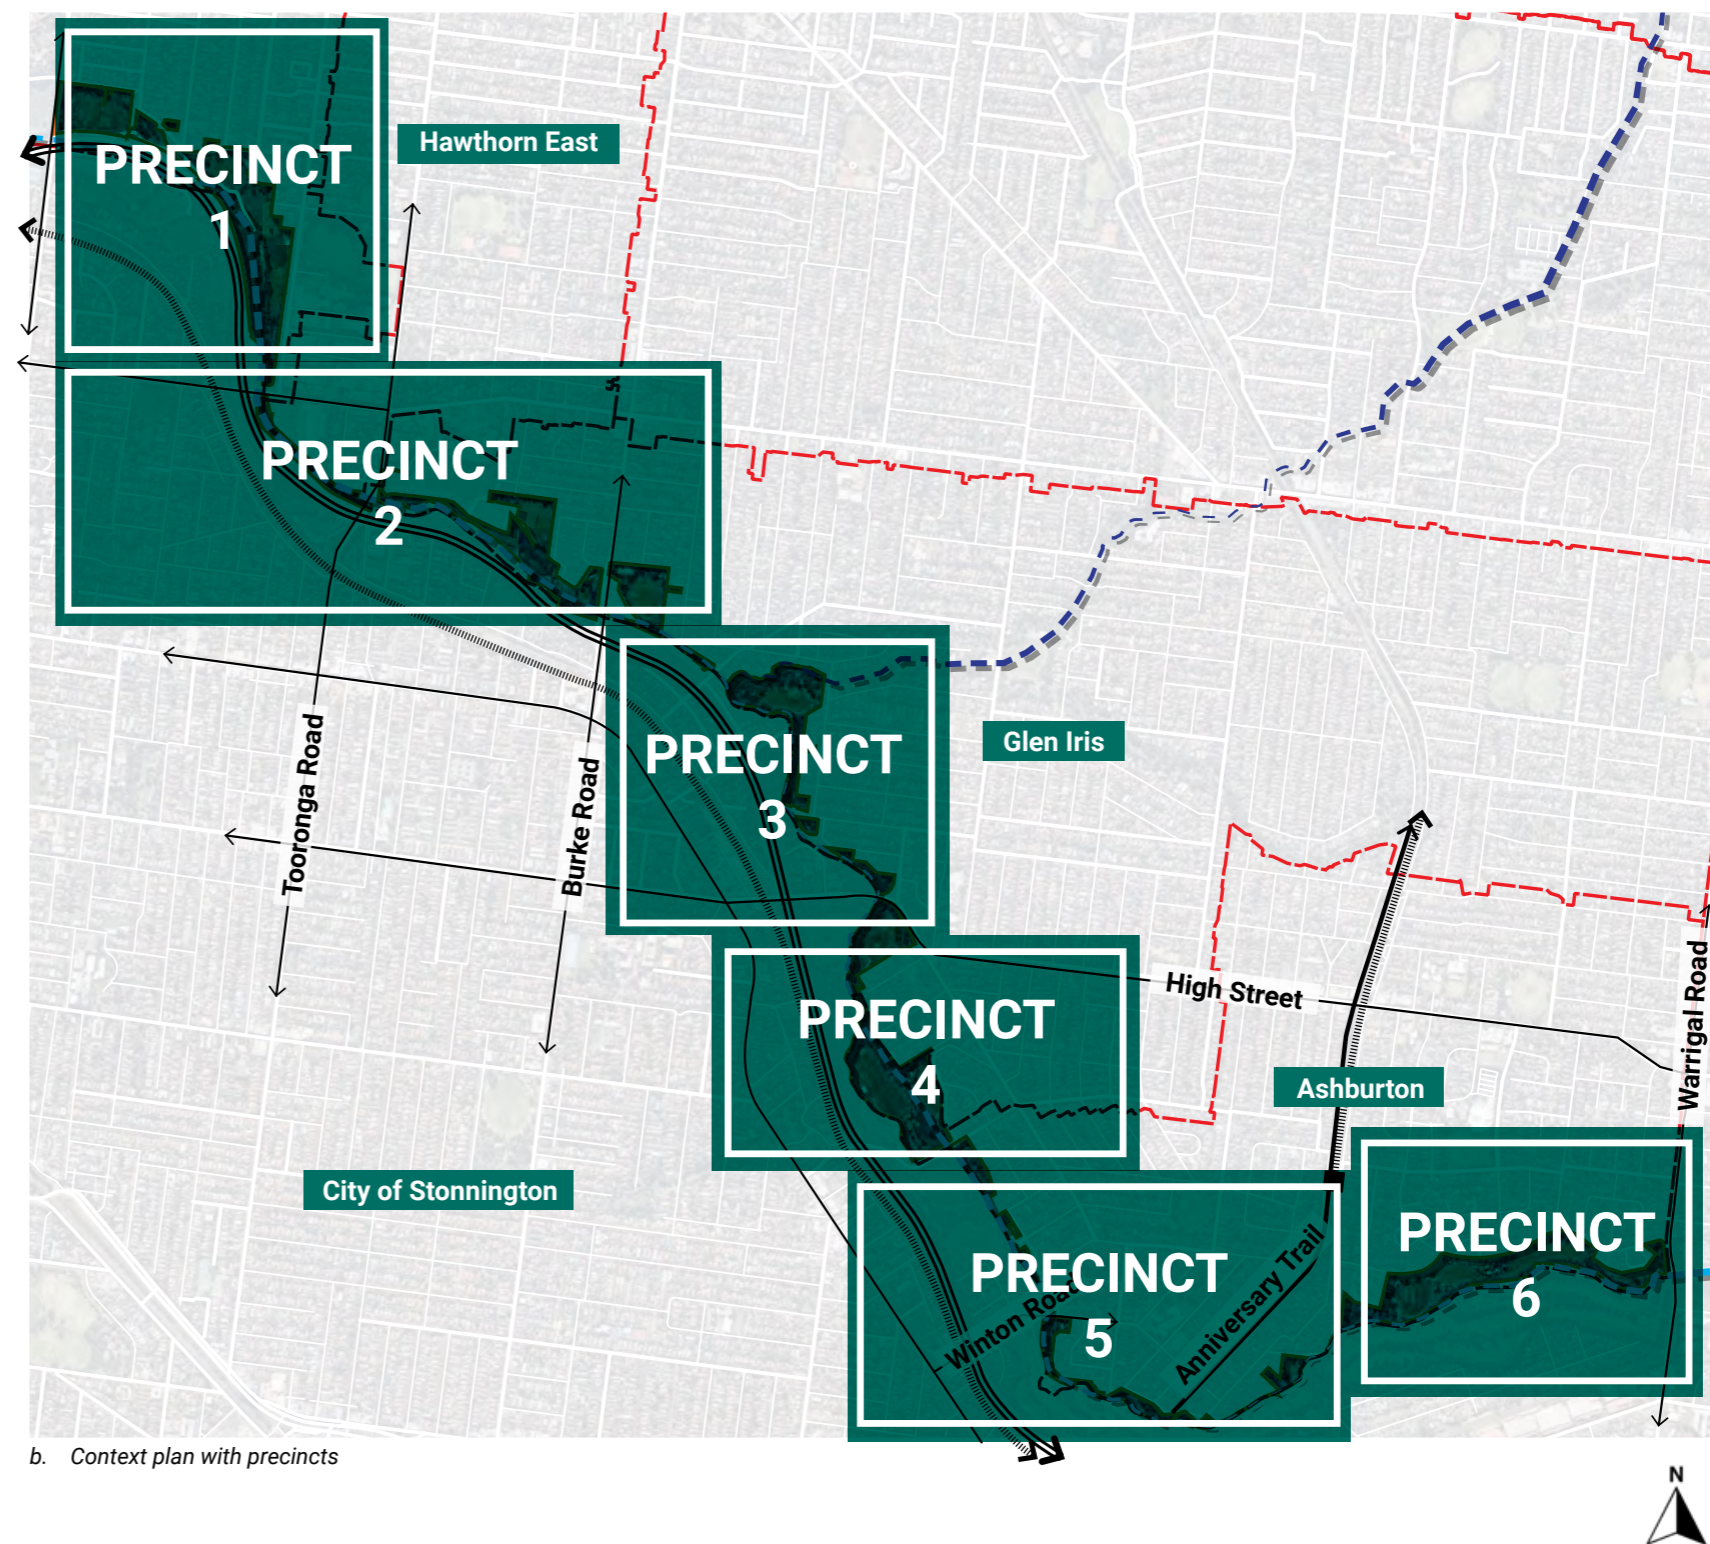 Hawthorn East
PRECINCT
1
PRECINCT
2
PRECINCT
3
Glen Iris
Tooronga Road
Burke Road
High Street
Warrigal Road
PRECINCT
4
Ashburton
City of Stonnington
PRECINCT
5
Winton Road
Anniversary Trail
PRECINCT
6
b. Context plan with precincts
N